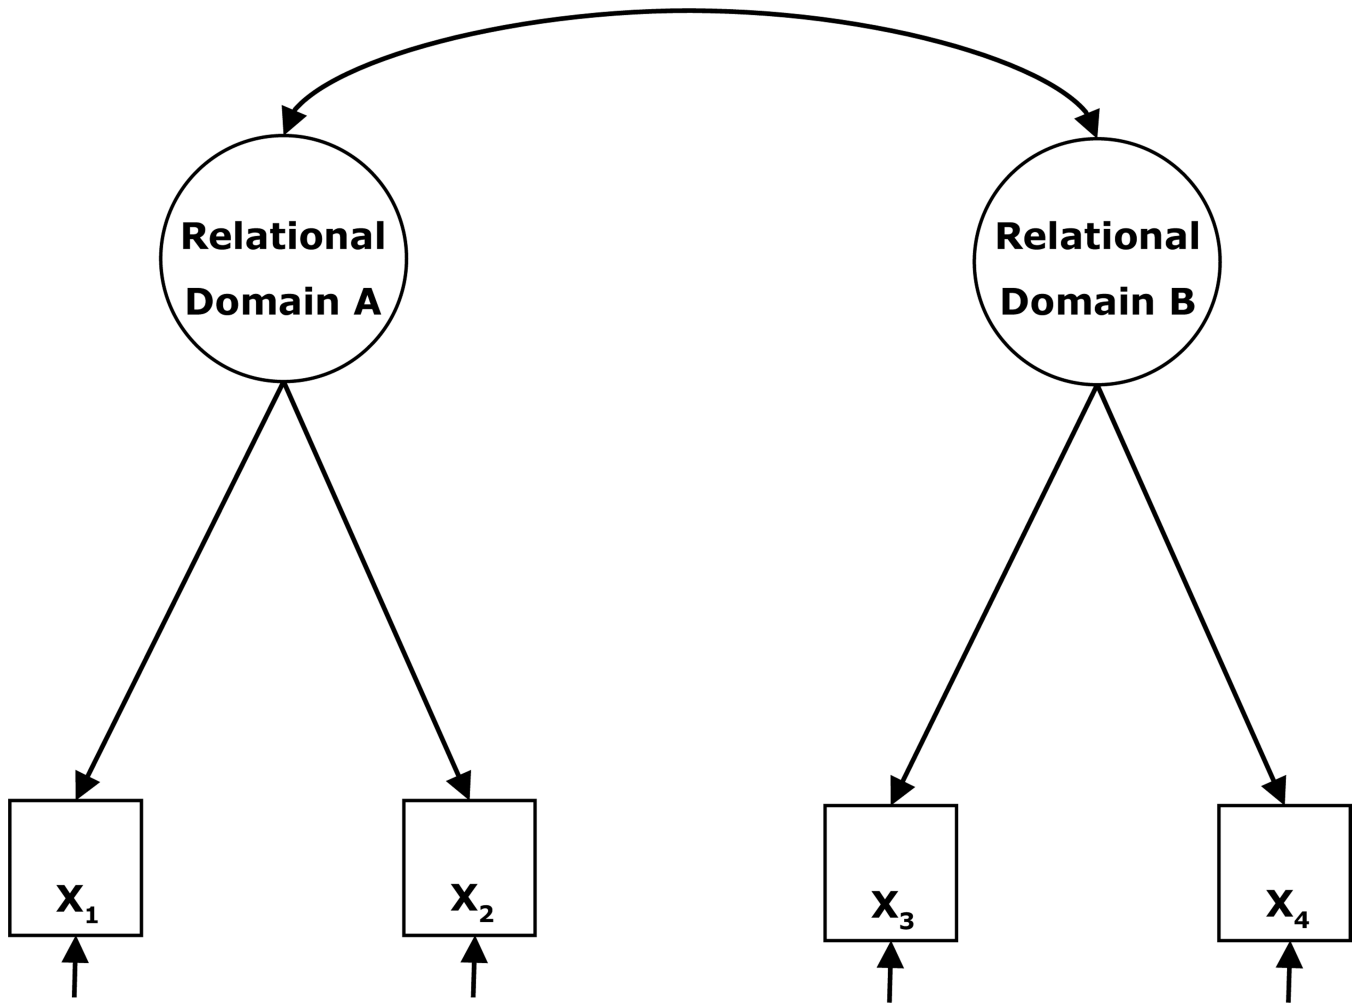 Relational
Domain A
Relational
Domain B
X₁
X₂
X₃
X₄